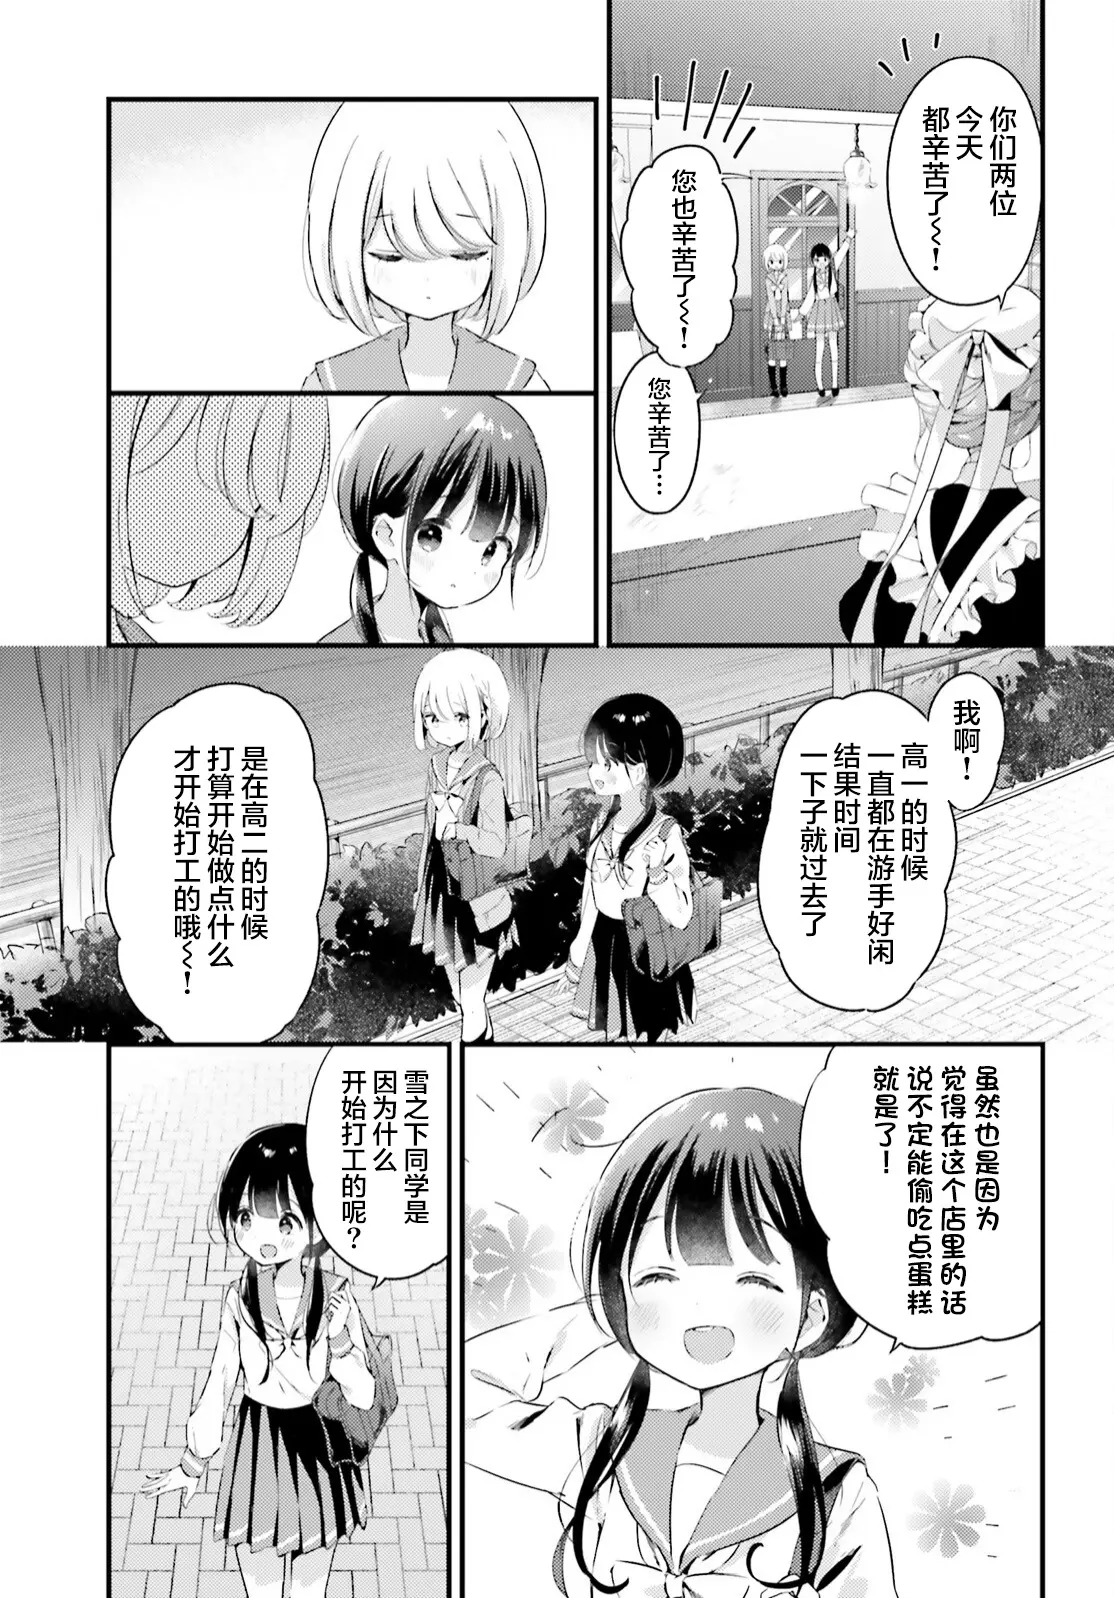 你们两位
今天
都辛苦了~~!
您也辛苦了~~!
您辛苦了…
我啊!
高一的时候
一直都在游手好闲
结果时间
一下子就过去了
是在高二的时候
打算开始做点什么
才开始打工的哦~~!
虽然也是因为
觉得在这个店里的话
说不定能偷吃点蛋糕
就是了!
雪之下同学是
因为什么
开始打工的呢?